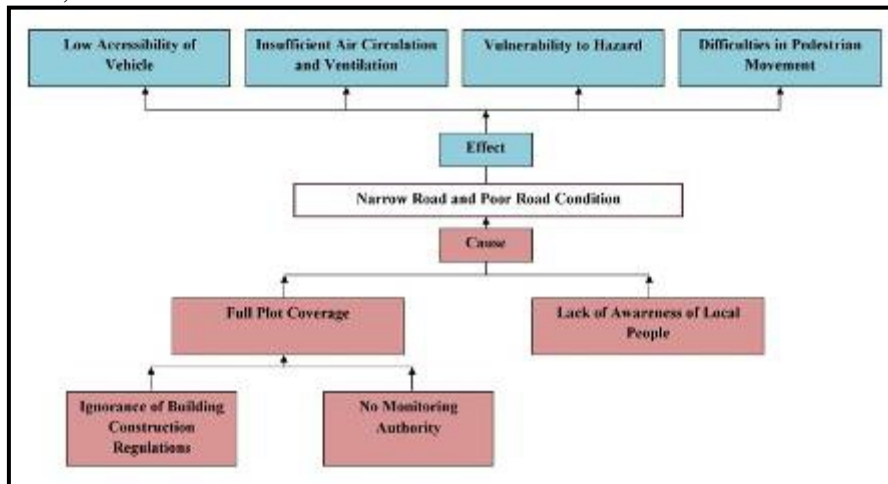 Low Accessibility of
Vehicle
Insufficient Air Circulation
and Ventilation
Vulnerability to Hazard
Difficulties in Pedestrian
Movement
Effect
Narrow Road and Poor Road Condition
Cause
Full Plot Coverage
Lack of Awareness of Local
People
Ignorance of Building
Construction
Regulations
No Monitoring
Authority